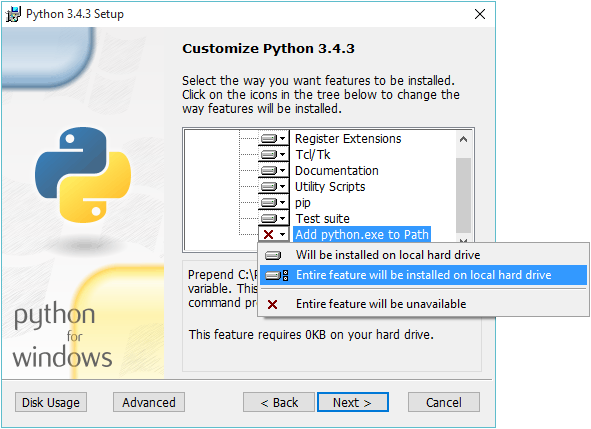 Python 3.4.3 Setup
Customize Python 3.4.3
Select the way you want features to be installed.
Click on the icons in the tree below to change the
way features will be installed.
Register Extensions
Tcl/Tk
Documentation
Utility Scripts
pip
Test suite
Add python.exe to Path
Will be installed on local hard drive
Entire feature will be installed on local hard drive
Entire feature will be unavailable
Prepend C:\
variable. This
command
This feature requires 0KB on your hard drive.
python
for
windows
Disk Usage
Advanced
< Back
Next >
Cancel